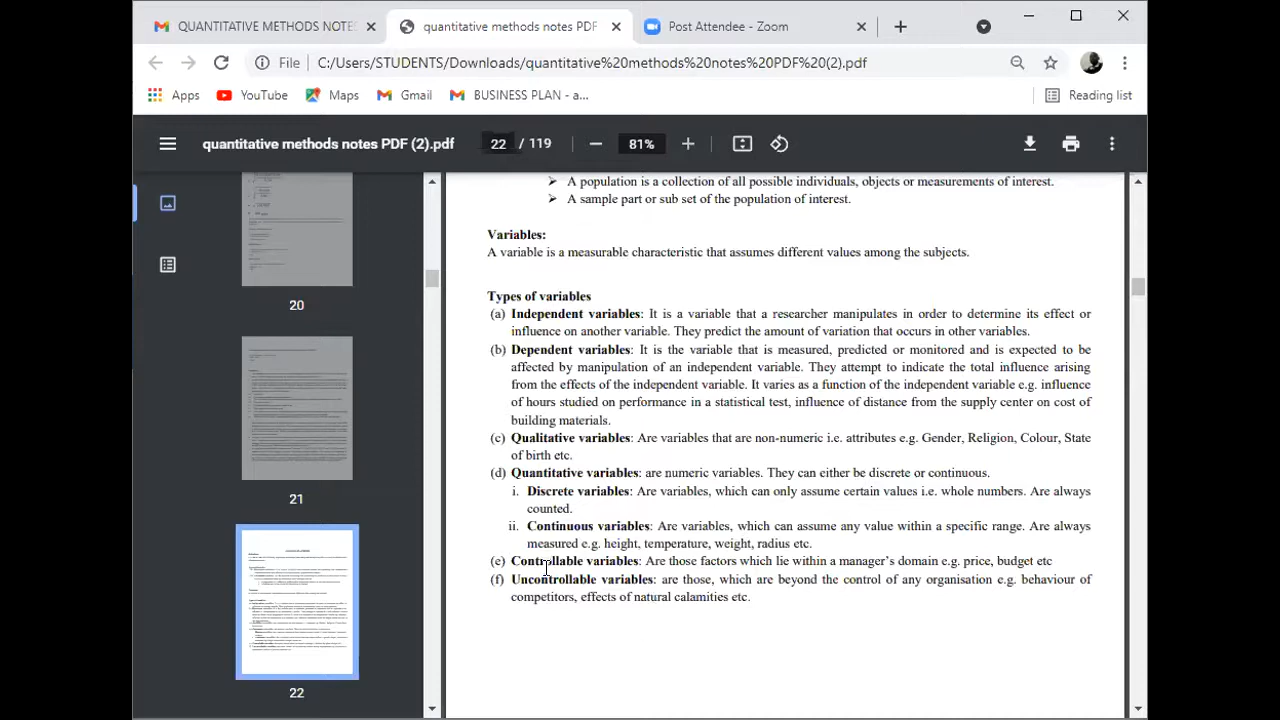 QUANTITATIVE METHODS NOTES
quantitative methods notes PDF
Post Attendee - Zoom
File
C:/Users/STUDENTS/Downloads/quantitative%20methods%20notes%20PDF%20(2).pdf
Apps
YouTube
Maps
Gmail
BUSINESS PLAN - a...
Reading list
quantitative methods notes PDF (2).pdf
22 / 119
81%
20
21
22
➢ A population is a collection of all possible individuals, objects or measurements of interest.
➢ A sample part or sub set of the population of interest.
Variables:
A variable is a measurable characteristic that assumes different values among the subjects.
Types of variables
(a) Independent variables: It is a variable that a researcher manipulates in order to determine its effect or
influence on another variable. They predict the amount of variation that occurs in other variables.
(b) Dependent variables: It is the variable that is measured, predicted or monitored and is expected to be
affected by manipulation of an independent variable. They attempt to indicate the total influence arising
from the effects of the independent variable. It varies as a function of the independent variable e.g. influence
of hours studied on performance in a statistical test, influence of distance from the supply center on cost of
building materials.
(c) Qualitative variables: Are variables that are non-numeric i.e. attributes e.g. Gender, Religion, Colour, State
of birth etc.
(d) Quantitative variables: are numeric variables. They can either be discrete or continuous.
i. Discrete variables: Are variables, which can only assume certain values i.e. whole numbers. Are always
counted.
ii. Continuous variables: Are variables, which can assume any value within a specific range. Are always
measured e.g. height, temperature, weight, radius etc.
(e) Controllable variables: Are those factors which lie within a manager's domain e.g. price, budget etc
(f) Uncontrollable variables: are those, which are beyond the control of any organisation e.g. behaviour of
competitors, effects of natural calamities etc.